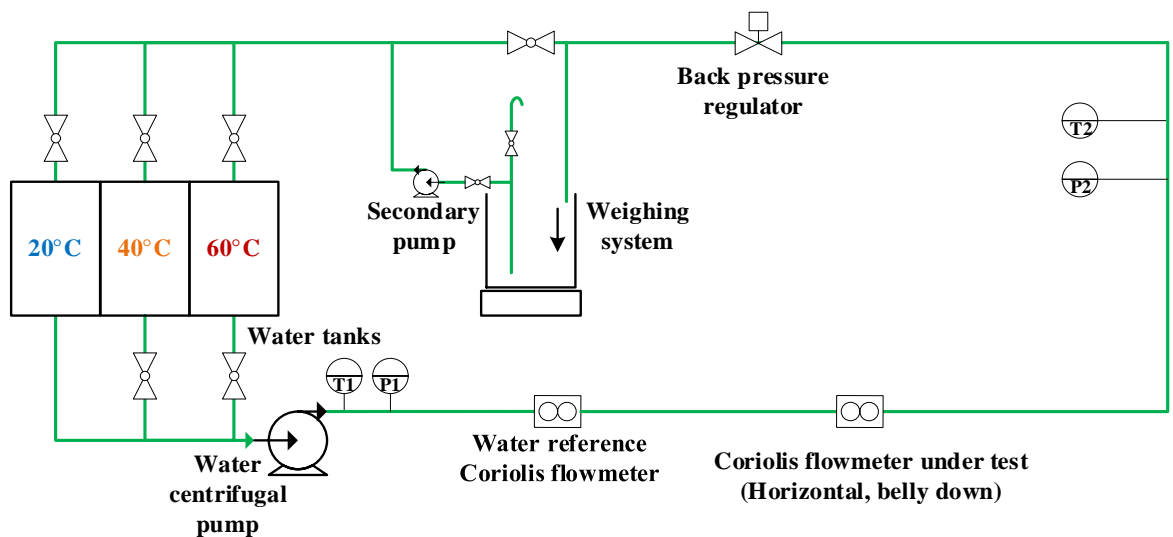 Back pressure
regulator
T2
P2
Secondary
pump
Weighing
system
20°C
40°C
60°C
Water tanks
T1
P1
Water
centrifugal
pump
Water reference
Coriolis flowmeter
Coriolis flowmeter under test
(Horizontal, belly down)